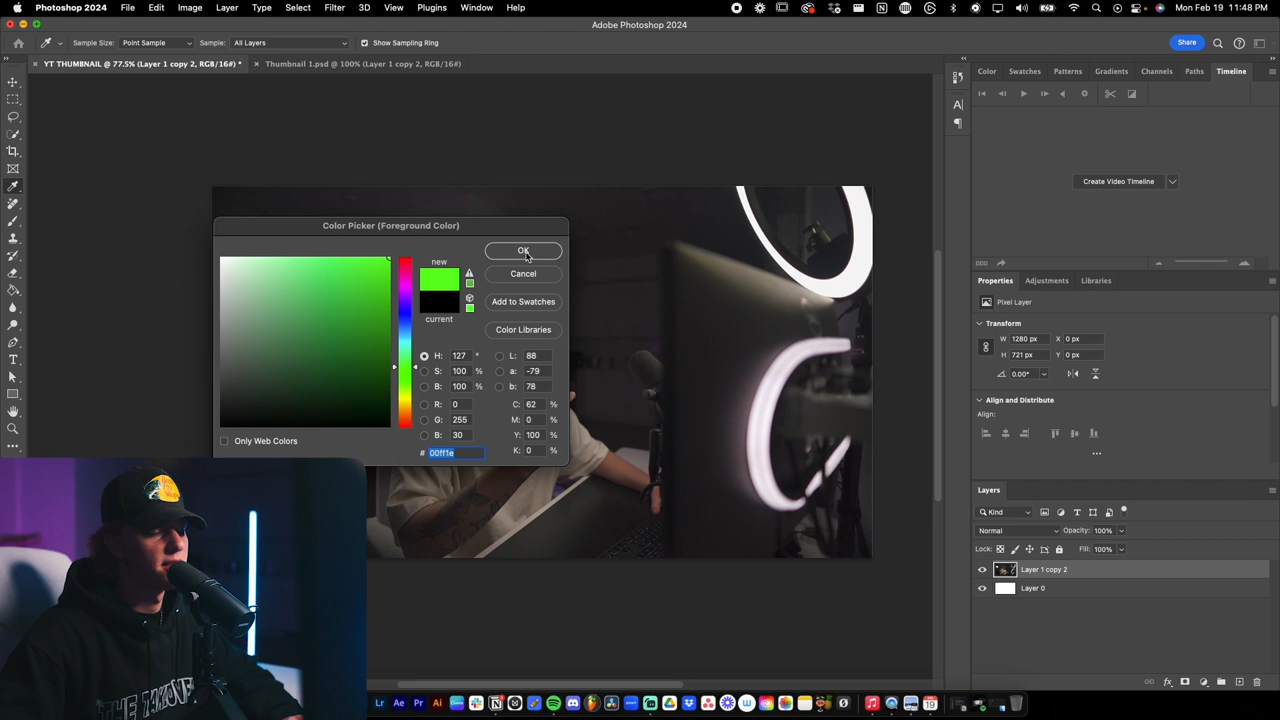 Photoshop 2024 File Edit Image Layer Type Select Filter 3D View Plugins Window Help Mon Feb 19 11:48 PM
Adobe Photoshop 2024
Sample Size: Point Sample Sample: All Layers Show Sampling Ring Share
YT THUMBNAIL @ 77.5% (Layer 1 copy 2, RGB/16#) * Thumbnail 1.psd @ 100% (Layer 1 copy 2, RGB/16#)
Color Swatches Patterns Gradients Channels Paths Timeline
Create Video Timeline
Color Picker (Foreground Color)
new
current
OK
Cancel
Add to Swatches
Color Libraries
H: 127 ° L: 88
S: 100 % a: -79
B: 100 % b: 78
R: 0 C: 62 %
G: 255 M: 0 %
B: 30 Y: 100 %
# 00ff1e K: 0 %
Only Web Colors
Properties Adjustments Libraries
Pixel Layer
Transform
W 1280 px X 0 px
H 721 px Y 0 px
0.00°
Align and Distribute
Align:
Layers
Kind
Normal Opacity: 100%
Lock: Fill: 100%
Layer 1 copy 2
Layer 0
Lr Ae Pr Ai